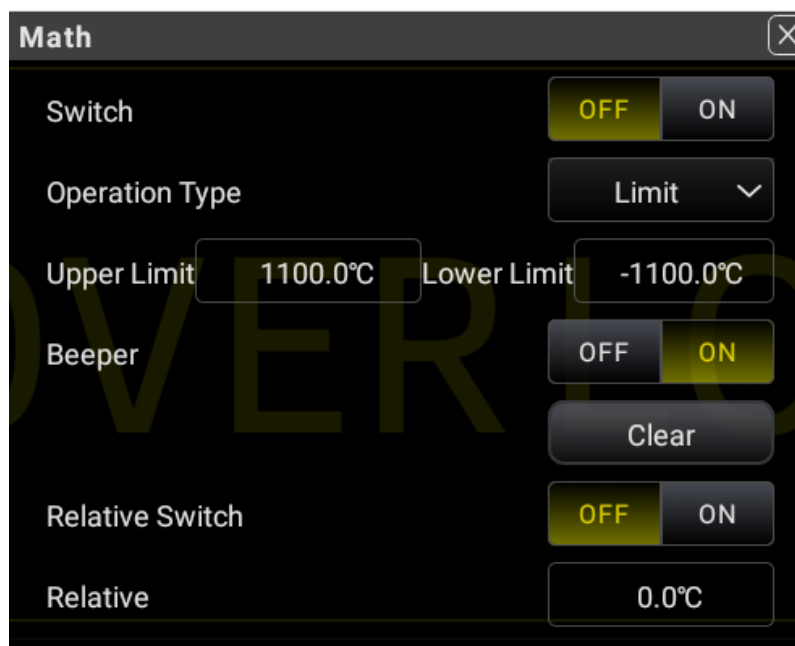 Math
Switch OFF ON
Operation Type Limit
Upper Limit 1100.0℃ Lower Limit -1100.0℃
Beeper OFF ON
Clear
Relative Switch OFF ON
Relative 0.0℃